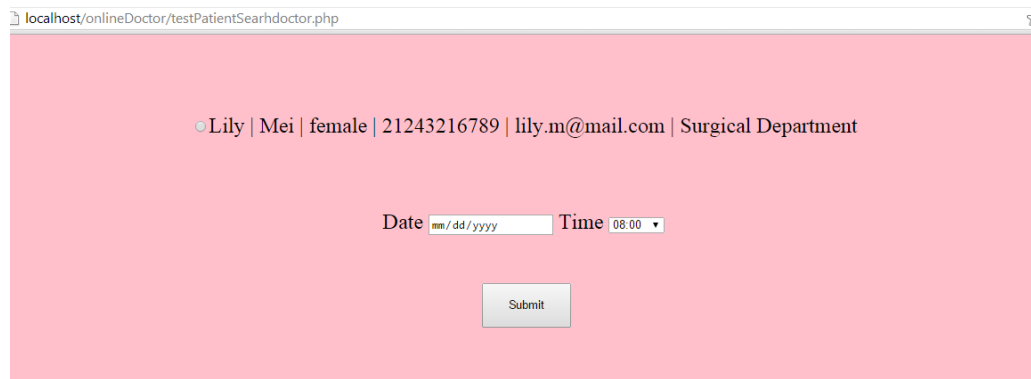 localhost/onlineDoctor/testPatientSearhdoctor.php
Lily | Mei | female | 21243216789 | lily.m@mail.com | Surgical Department
Date mm/dd/yyyy Time 08:00
Submit